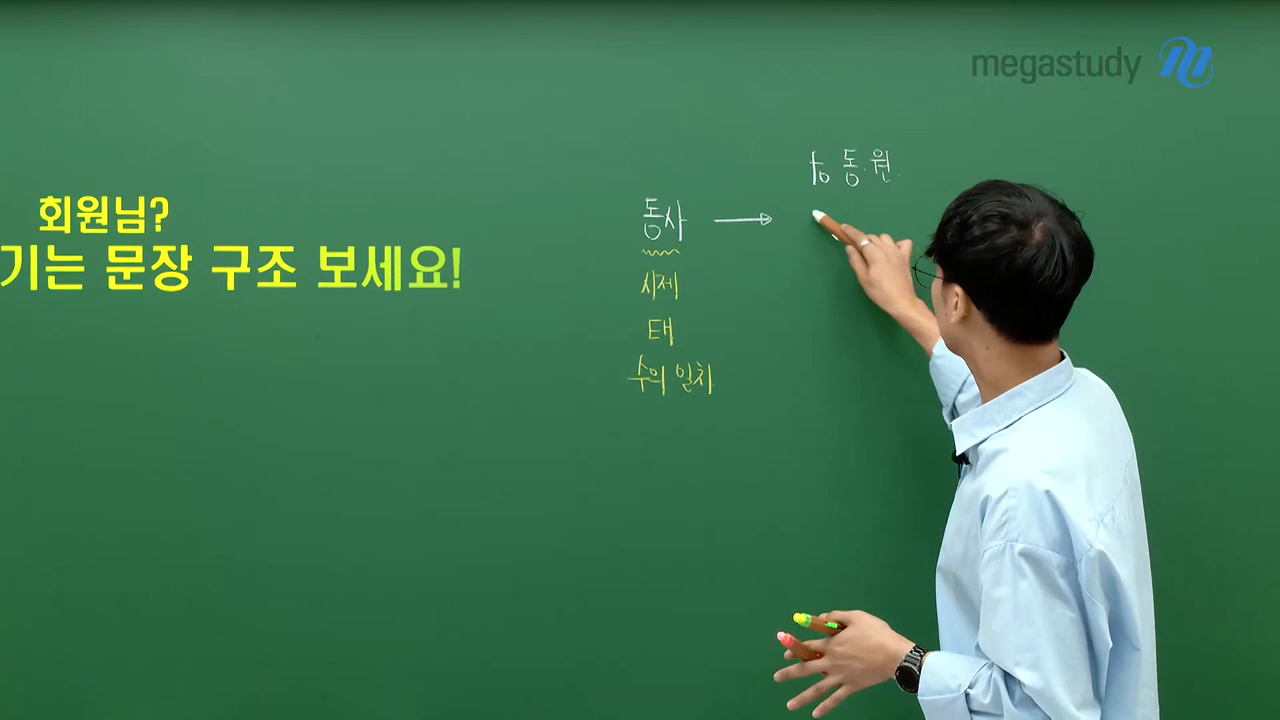 megastudy
회원님?
기는 문장 구조 보세요!
동사 →
시제
태
수의 일치
동.원.